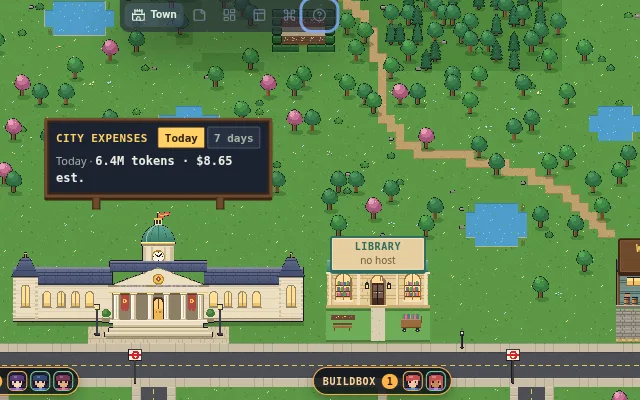 Town
CITY EXPENSES Today 7 days
Today · 6.4M tokens · $8.65
est.
LIBRARY
no host
BUILDBOX 1